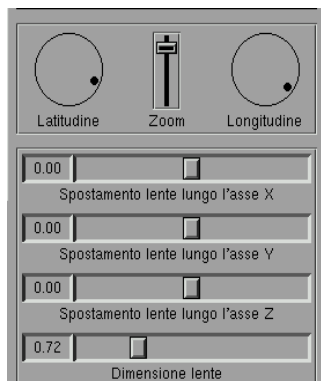 Latitudine Zoom Longitudine
0.00
Spostamento lente lungo l'asse X
0.00
Spostamento lente lungo l'asse Y
0.00
Spostamento lente lungo l'asse Z
0.72
Dimensione lente